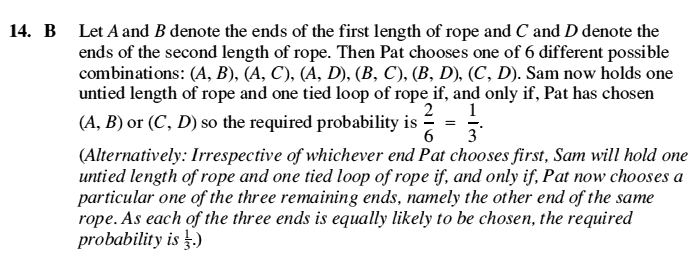 14. B Let A and B denote the ends of the first length of rope and C and D denote the
ends of the second length of rope. Then Pat chooses one of 6 different possible
combinations: (A, B), (A, C), (A, D), (B, C), (B, D), (C, D). Sam now holds one
untied length of rope and one tied loop of rope if, and only if, Pat has chosen
(A, B) or (C, D) so the required probability is 2/6 = 1/3.
(Alternatively: Irrespective of whichever end Pat chooses first, Sam will hold one
untied length of rope and one tied loop of rope if, and only if, Pat now chooses a
particular one of the three remaining ends, namely the other end of the same
rope. As each of the three ends is equally likely to be chosen, the required
probability is 1/3.)